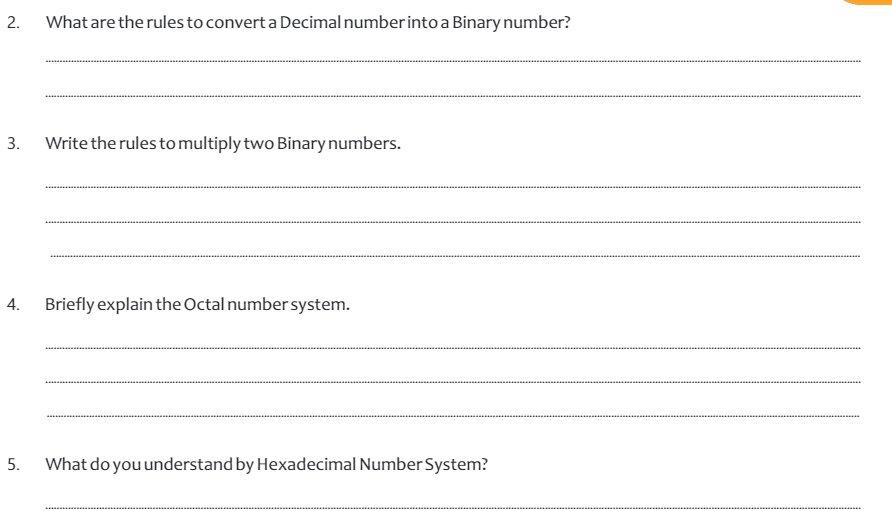 2. What are the rules to convert a Decimal number into a Binary number?
3. Write the rules to multiply two Binary numbers.
4. Briefly explain the Octal number system.
5. What do you understand by Hexadecimal Number System?